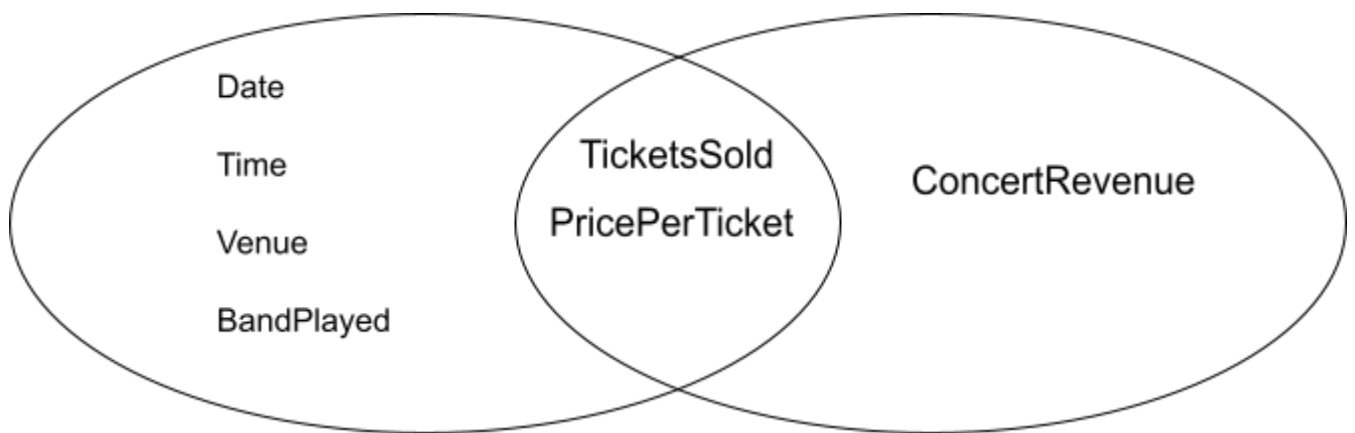 Date
Time
Venue
BandPlayed
TicketsSold
PricePerTicket
ConcertRevenue